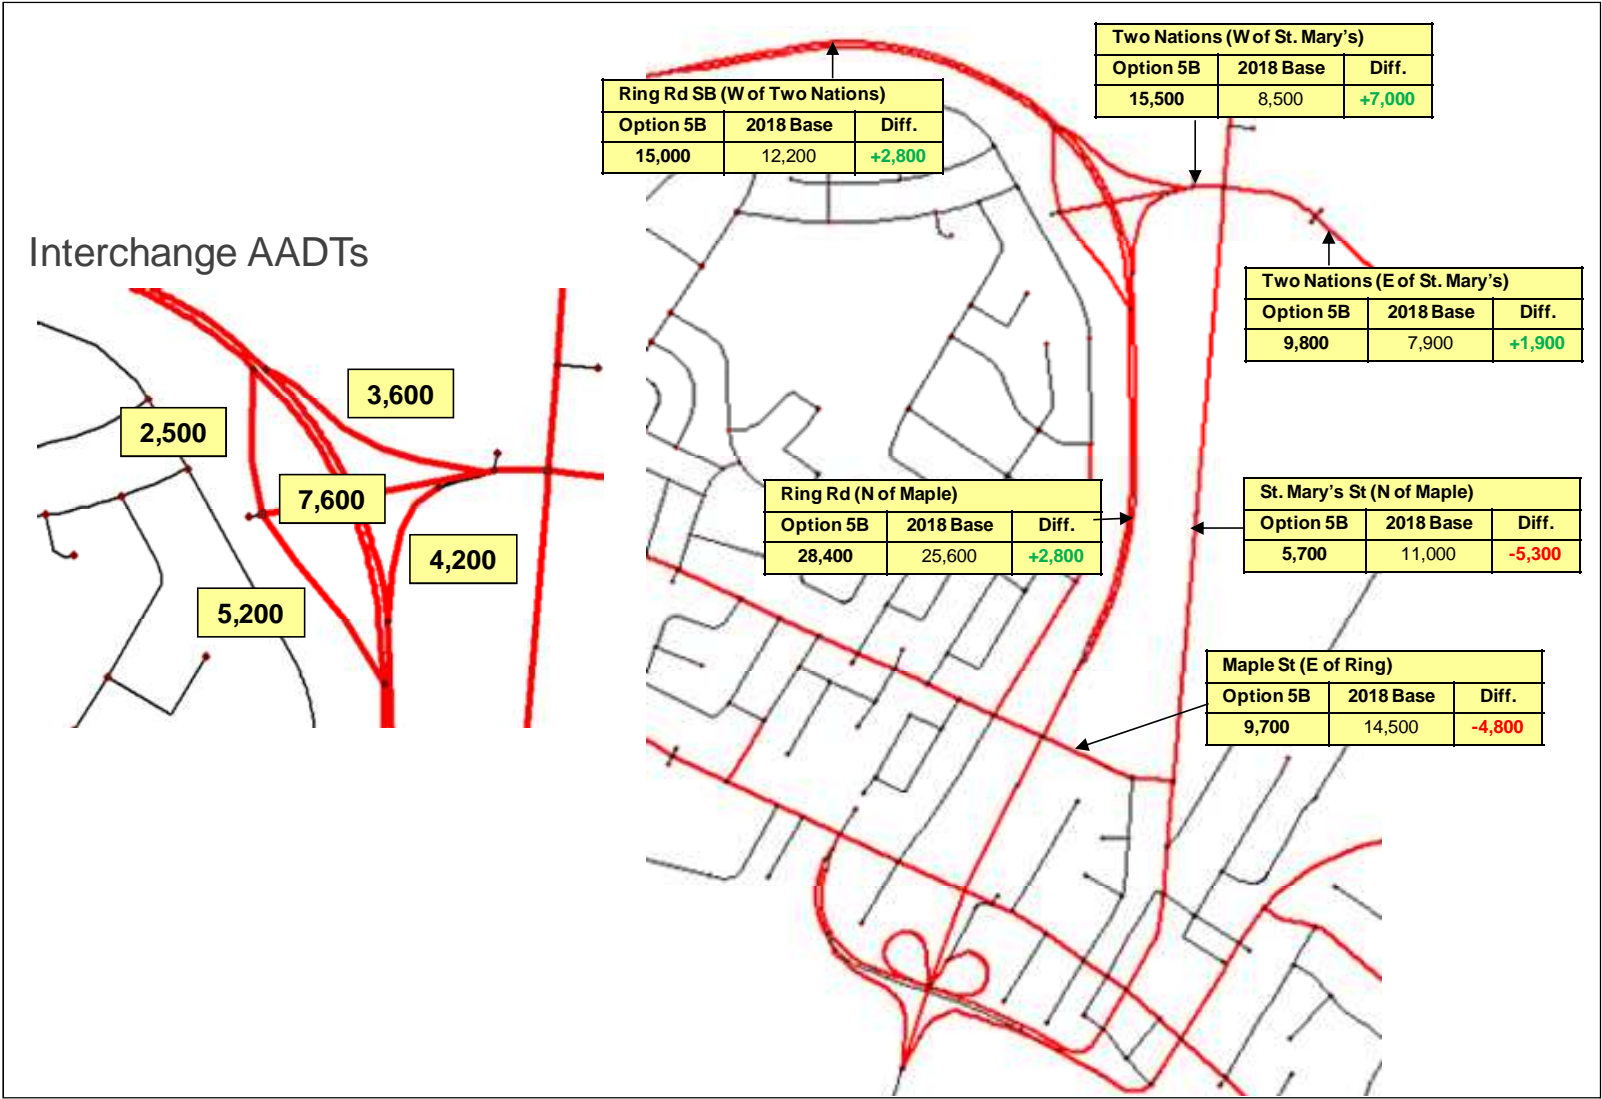 Interchange AADTs
3,600
2,500
7,600
4,200
5,200
Ring Rd SB (W of Two Nations)
Option 5B 2018 Base Diff.
15,000 12,200 +2,800
Two Nations (W of St. Mary's)
Option 5B 2018 Base Diff.
15,500 8,500 +7,000
Two Nations (E of St. Mary's)
Option 5B 2018 Base Diff.
9,800 7,900 +1,900
Ring Rd (N of Maple)
Option 5B 2018 Base Diff.
28,400 25,600 +2,800
St. Mary's St (N of Maple)
Option 5B 2018 Base Diff.
5,700 11,000 -5,300
Maple St (E of Ring)
Option 5B 2018 Base Diff.
9,700 14,500 -4,800